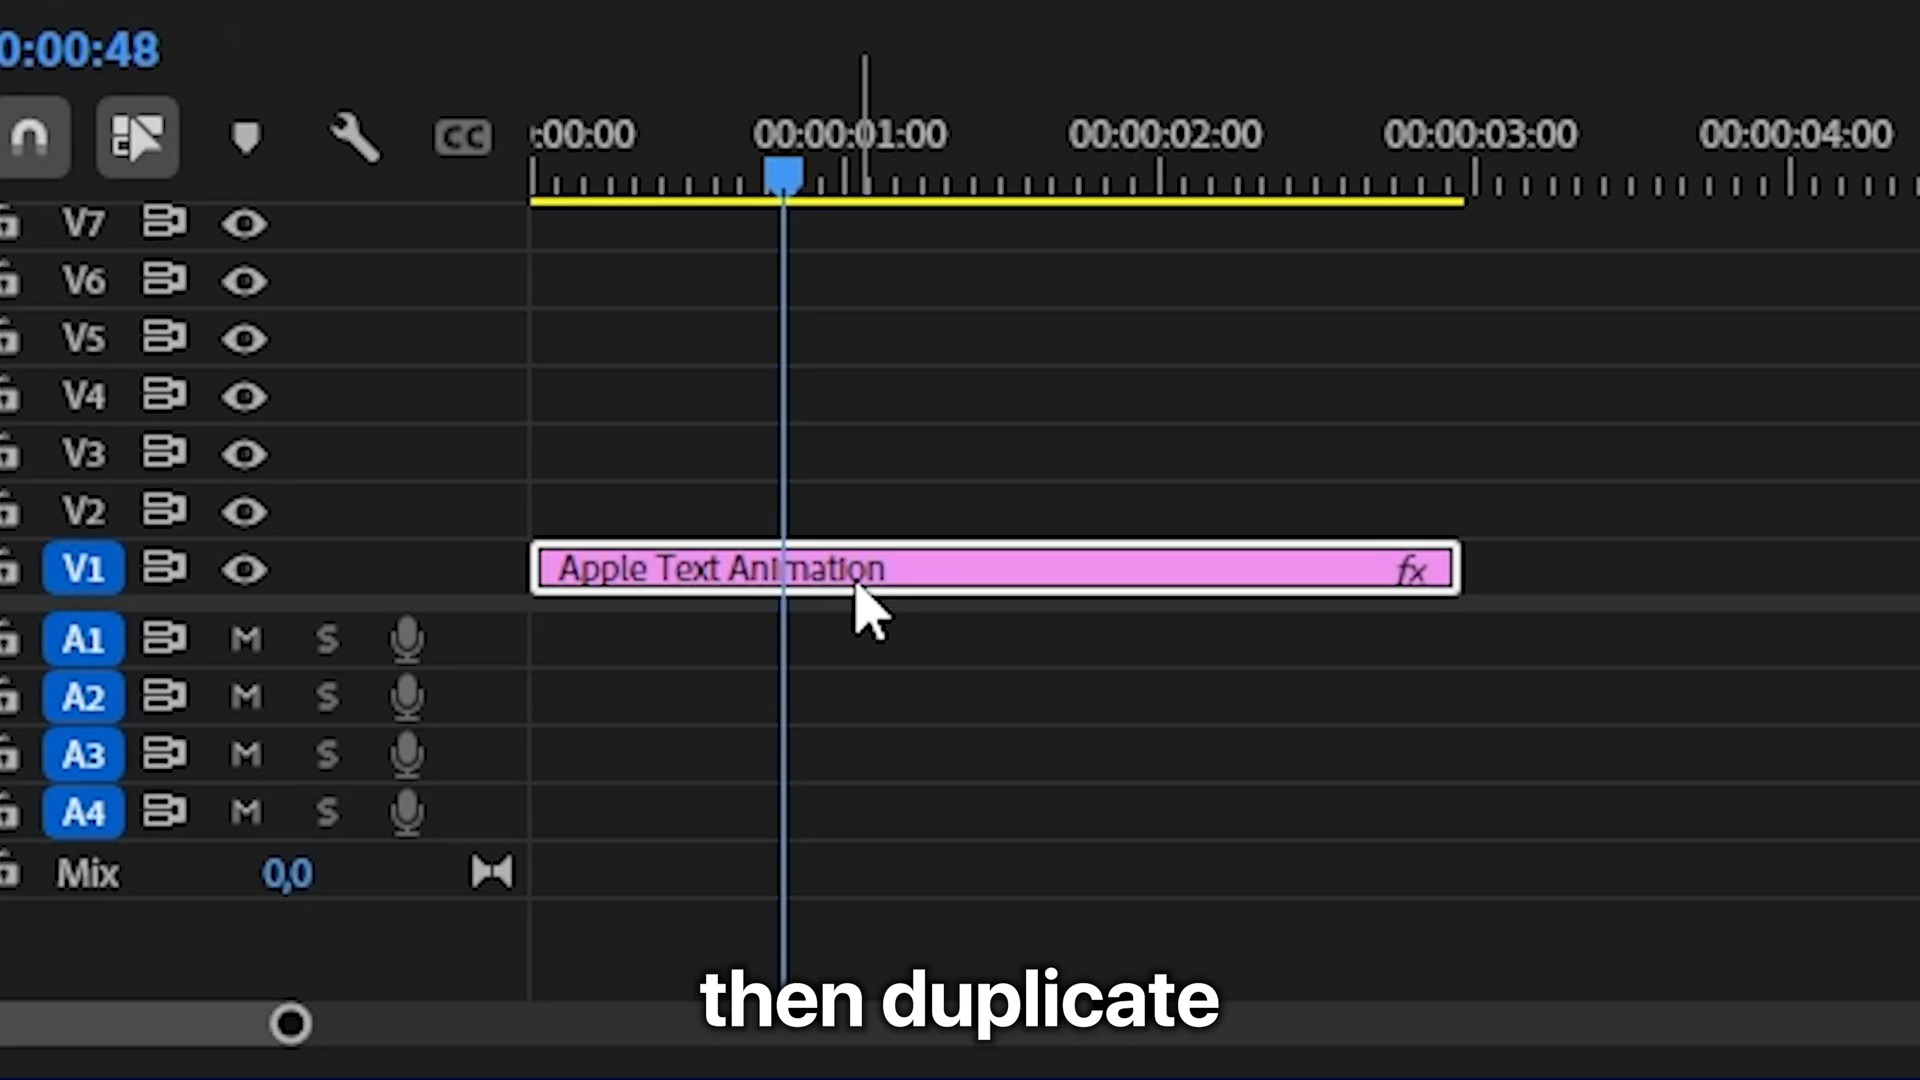 0:00:48
CC
:00:00
00:00:01:00
00:00:02:00
00:00:03:00
00:00:04:00
V7
V6
V5
V4
V3
V2
V1
Apple Text Animation
fx
A1 M S
A2 M S
A3 M S
A4 M S
Mix 0,0
then duplicate